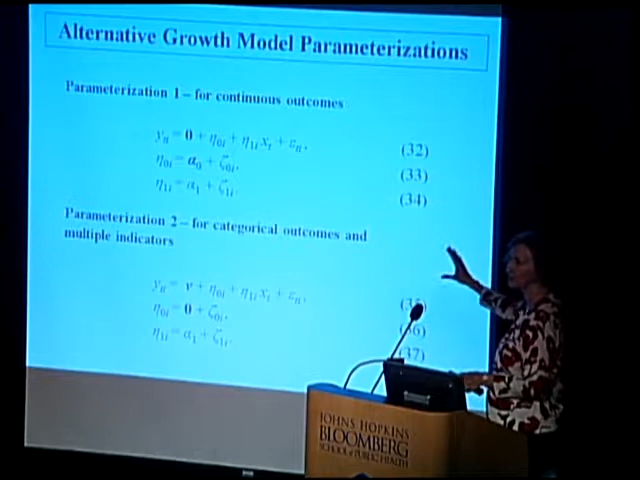 Alternative Growth Model Parameterizations
Parameterization 1 – for continuous outcomes
yₜᵢ = 0 + η₀ᵢ + η₁ᵢ xₜ + εₜᵢ, (32)
η₀ᵢ = α₀ + ζ₀ᵢ, (33)
η₁ᵢ = α₁ + ζ₁ᵢ. (34)
Parameterization 2 – for categorical outcomes and
multiple indicators
yₜᵢ = ν + η₀ᵢ + η₁ᵢ xₜ + εₜᵢ, (35)
η₀ᵢ = 0 + ζ₀ᵢ, (36)
η₁ᵢ = α₁ + ζ₁ᵢ. (37)
JOHNS HOPKINS
BLOOMBERG
SCHOOL of PUBLIC HEALTH